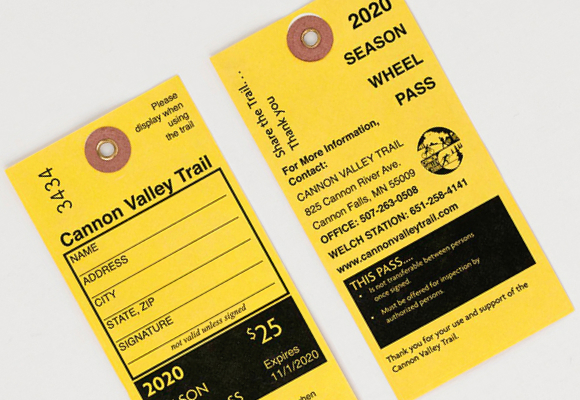 Please
display when
using
the trail
3434
Cannon Valley Trail
NAME
ADDRESS
CITY
STATE, ZIP
SIGNATURE
not valid unless signed
2020
$25
Expires
11/1/2020
2020
SEASON
WHEEL
PASS
Share the Trail. . .
Thank you
For More Information,
Contact:
CANNON VALLEY TRAIL
825 Cannon River Ave.
Cannon Falls, MN 55009
OFFICE: 507-263-0508
WELCH STATION: 651-258-4141
www.cannonvalleytrail.com
THIS PASS....
• Is not transferable between persons
once signed.
• Must be offered for inspection by
authorized persons.
Thank you for your use and support of the
Cannon Valley Trail.